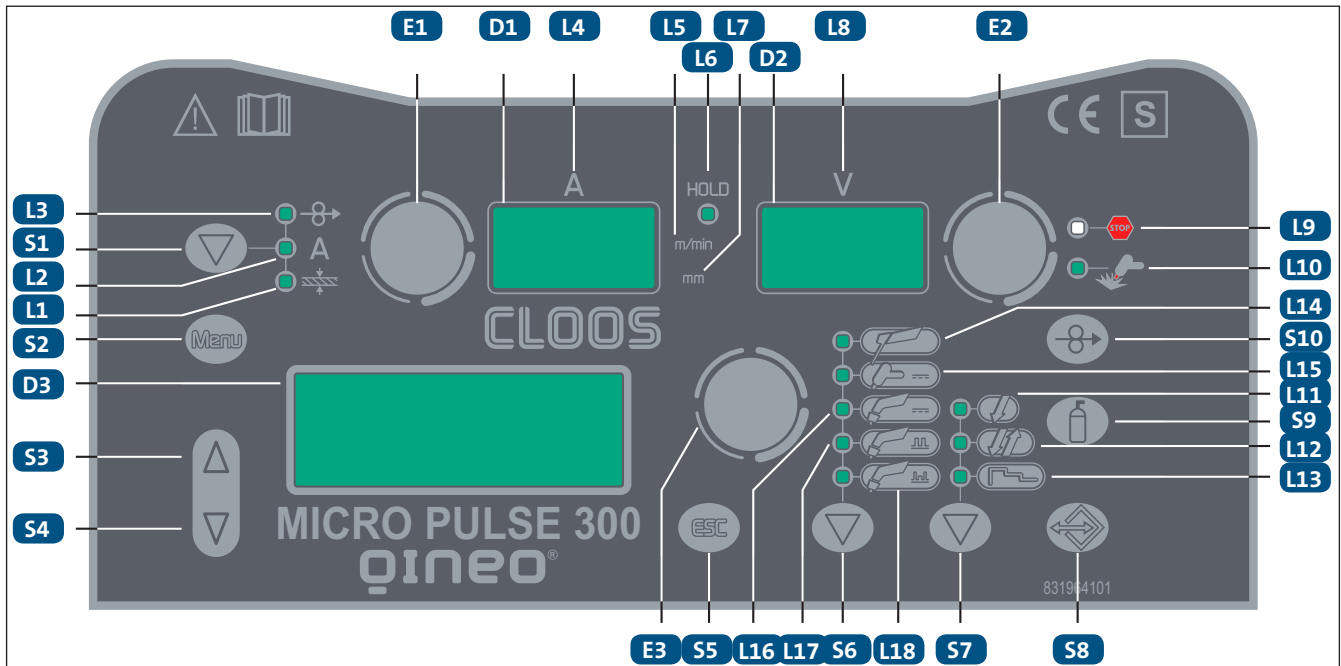 E1 D1 L4 L5 L7 L8 E2
L6 D2
CE S
A HOLD V
L3
S1
L2 A
L1
m/min
mm
STOP L9
L10
L14
S2 Menu
CLOOS
S10
D3
L15
L11
S9
L12
L13
S3
S4
MICRO PULSE 300
ESC
qineo®
831964101
E3 S5 L16 L17 S6 L18 S7 S8